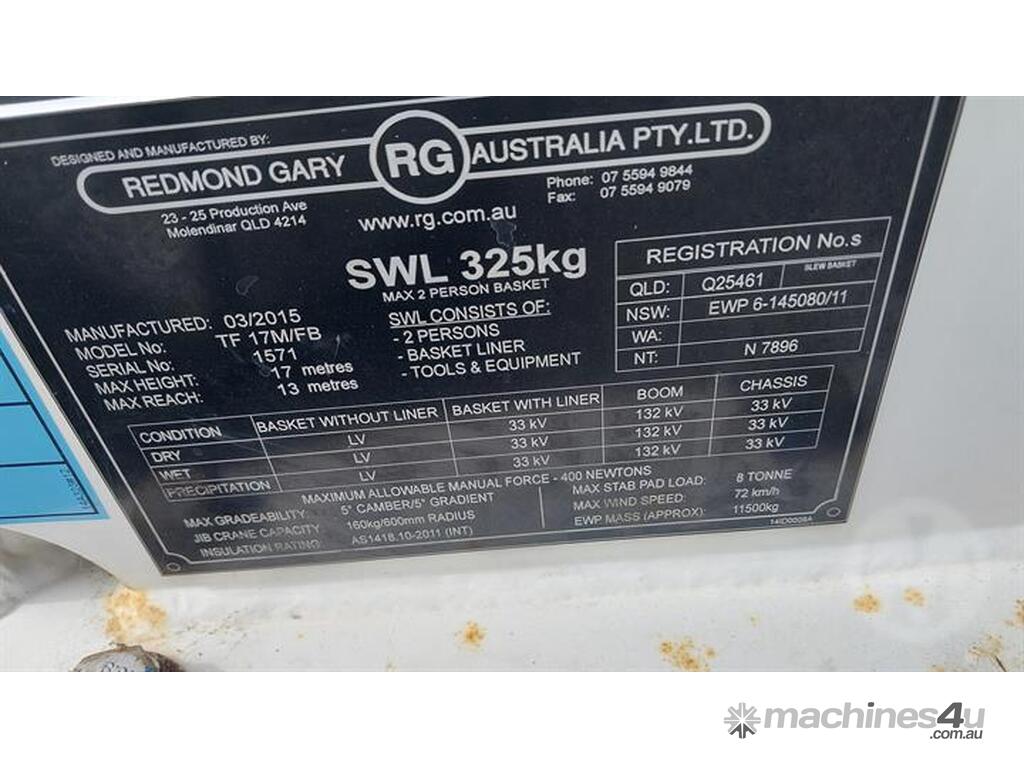 DESIGNED AND MANUFACTURED BY:
REDMOND GARY RG AUSTRALIA PTY.LTD.
23 - 25 Production Ave
Molendinar QLD 4214
www.rg.com.au
Phone: 07 5594 9844
Fax: 07 5594 9079
SWL 325kg
MAX 2 PERSON BASKET
MANUFACTURED: 03/2015
MODEL No: TF 17M/FB
SERIAL No: 1571
MAX HEIGHT: 17 metres
MAX REACH: 13 metres
SWL CONSISTS OF:
- 2 PERSONS
- BASKET LINER
- TOOLS & EQUIPMENT
REGISTRATION No.s
QLD: Q25461 SLEW BASKET
NSW: EWP 6-145080/11
WA:
NT: N 7896
CONDITION BASKET WITHOUT LINER BASKET WITH LINER BOOM CHASSIS
DRY LV 33 kV 132 kV 33 kV
WET LV 33 kV 132 kV 33 kV
PRECIPITATION LV 33 kV 132 kV 33 kV
MAXIMUM ALLOWABLE MANUAL FORCE - 400 NEWTONS
MAX GRADEABILITY: 5° CAMBER/5° GRADIENT
JIB CRANE CAPACITY 160kg/600mm RADIUS
INSULATION RATING: AS1418.10-2011 (INT)
MAX STAB PAD LOAD: 8 TONNE
MAX WIND SPEED: 72 km/h
EWP MASS (APPROX): 11500kg
14ID0028A
machines4u
.com.au